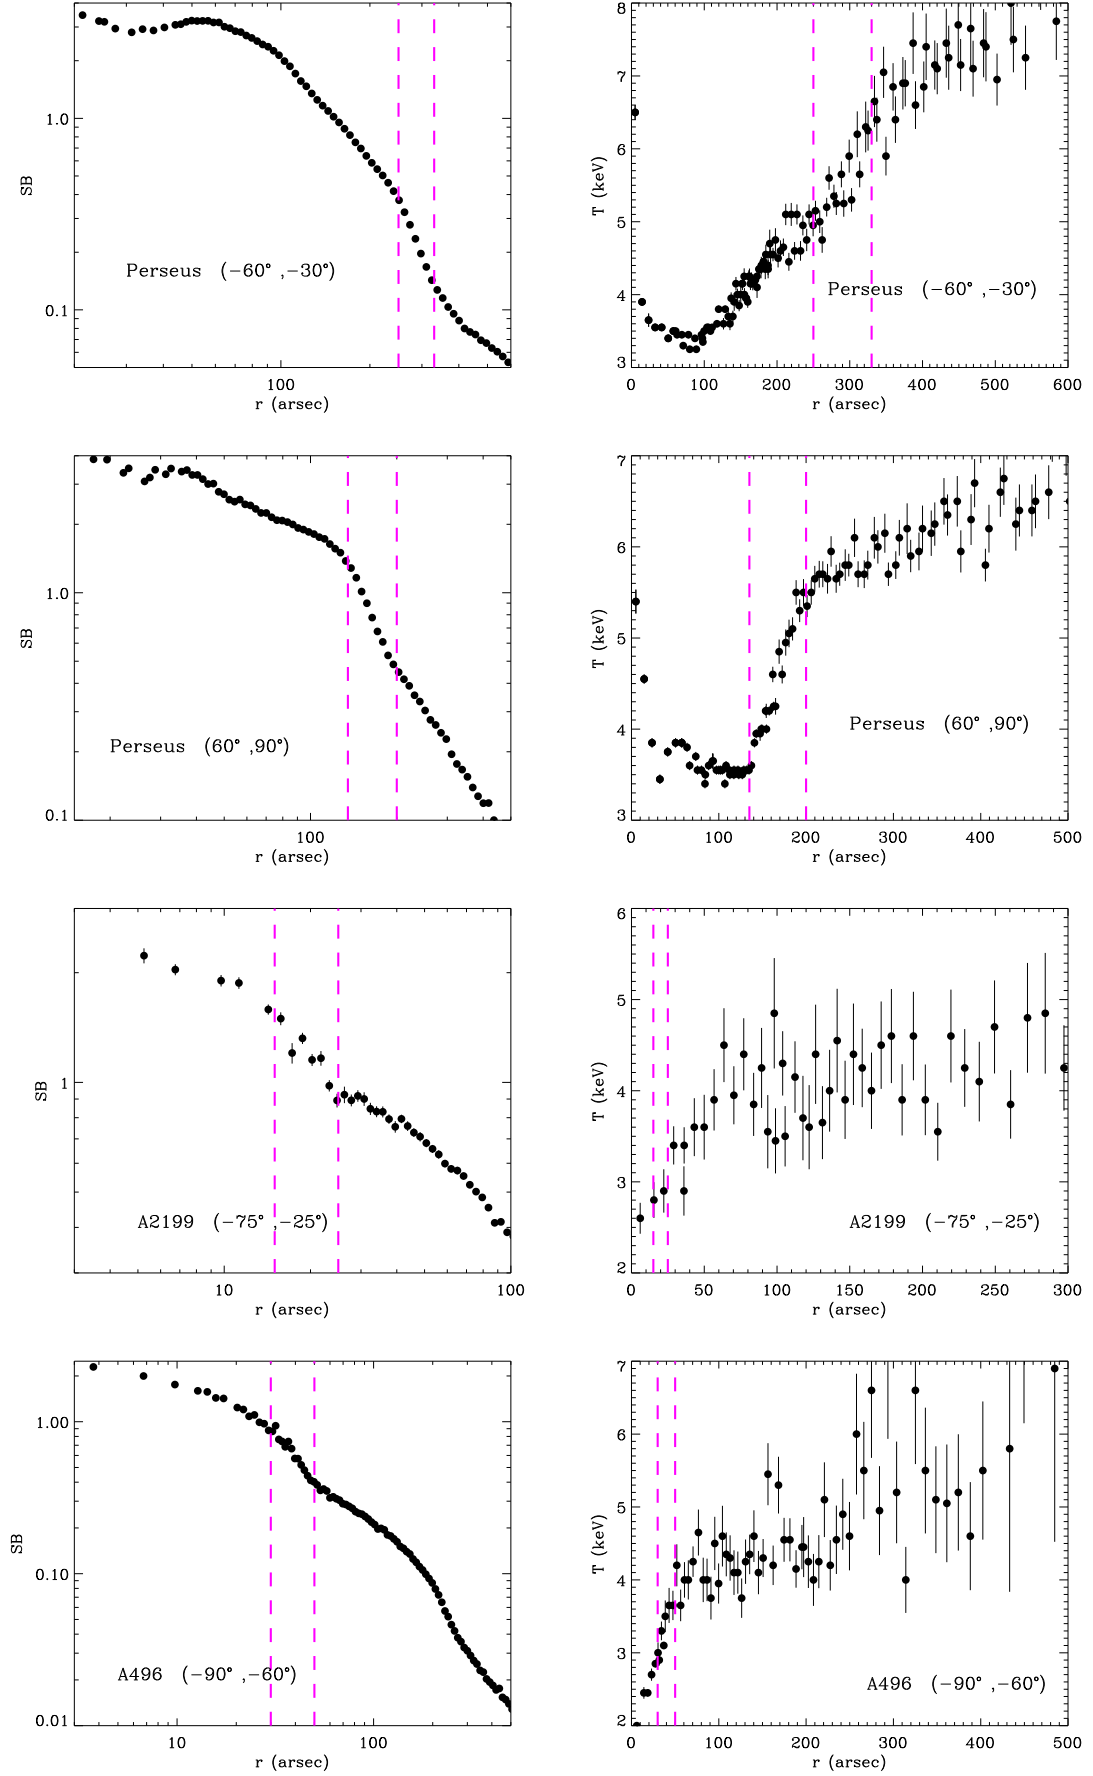 SB
1.0
0.1
Perseus (−60° ,−30°)
100
r (arsec)
T (keV)
8
7
6
5
4
3
Perseus (−60° ,−30°)
0 100 200 300 400 500 600
r (arsec)
SB
1.0
0.1
Perseus (60° ,90°)
100
r (arsec)
T (keV)
7
6
5
4
3
Perseus (60° ,90°)
0 100 200 300 400 500
r (arsec)
SB
1
A2199 (−75° ,−25°)
10 100
r (arsec)
T (keV)
6
5
4
3
2
A2199 (−75° ,−25°)
0 50 100 150 200 250 300
r (arsec)
SB
1.00
0.10
0.01
A496 (−90° ,−60°)
10 100
r (arsec)
T (keV)
7
6
5
4
3
2
A496 (−90° ,−60°)
0 100 200 300 400 500
r (arsec)